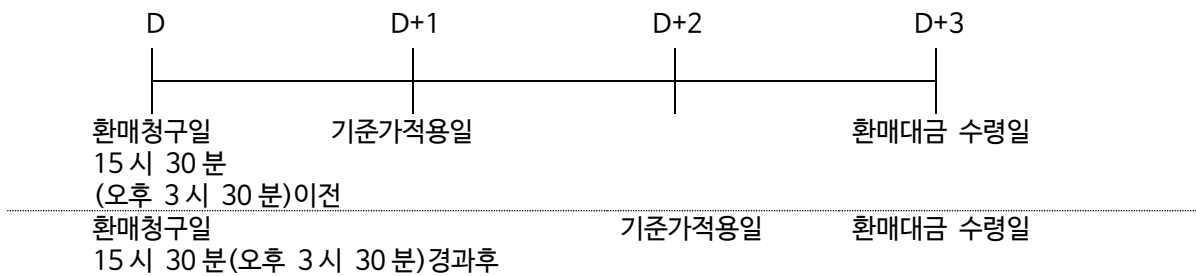 D D+1 D+2 D+3
환매청구일 기준가적용일 환매대금 수령일
15 시 30 분
(오후 3 시 30 분)이전
환매청구일 기준가적용일 환매대금 수령일
15 시 30 분(오후 3 시 30 분)경과후